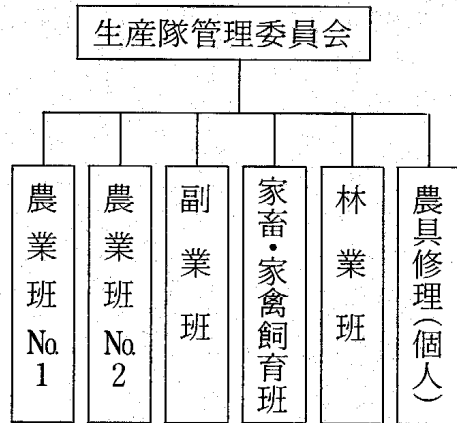 生産隊管理委員会
農業班No.1
農業班No.2
副業班
家畜・家禽飼育班
林業班
農具修理(個人)